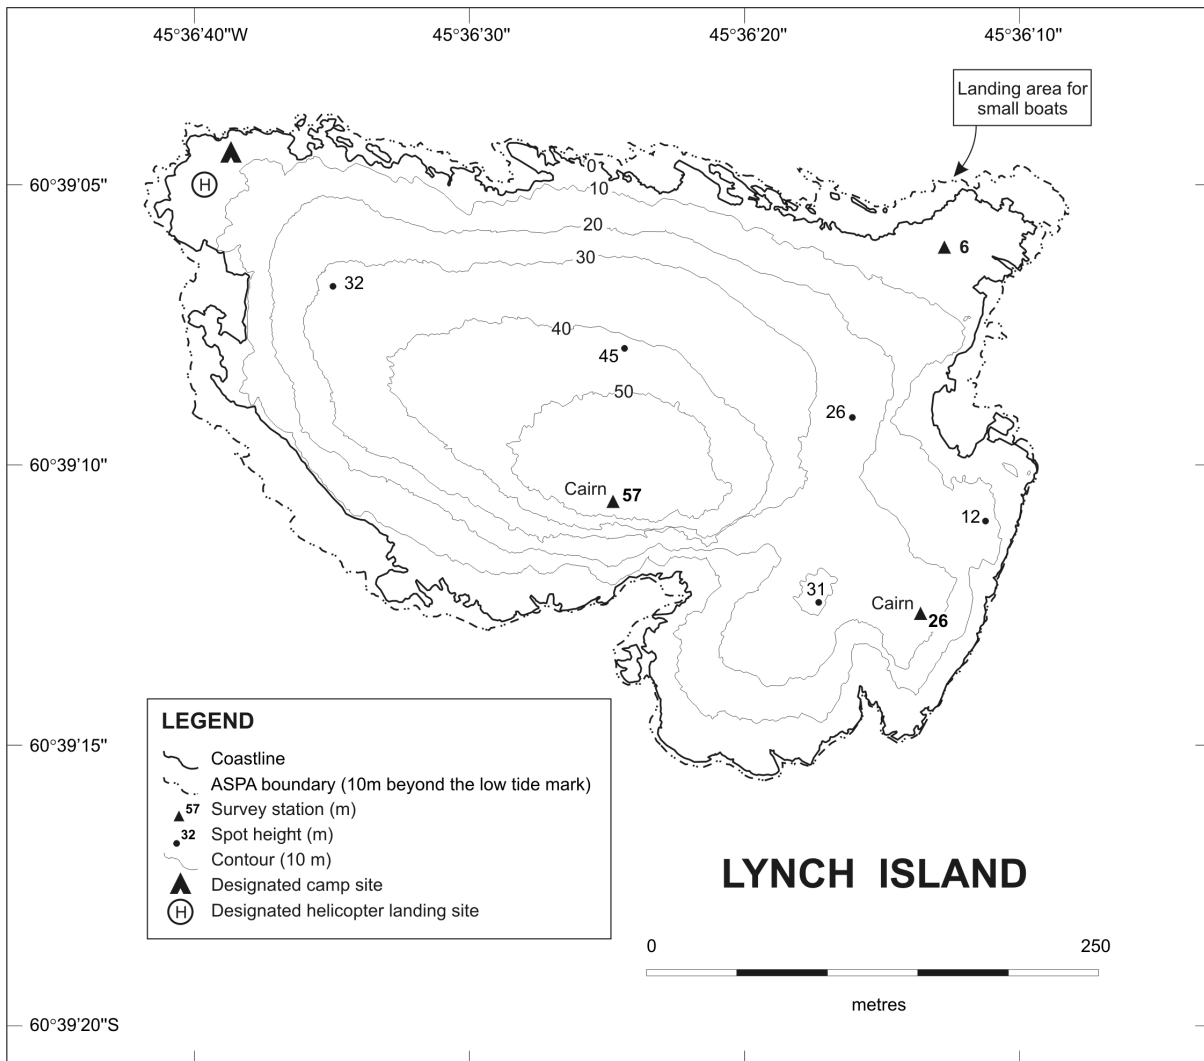 45°36'40"W
45°36'30"
45°36'20"
45°36'10"
Landing area for
small boats
0
60°39'05"
H
10
20
6
30
32
40
45
50
26
60°39'10"
Cairn 57
12
31
Cairn
26
LEGEND
60°39'15"
Coastline
ASPA boundary (10m beyond the low tide mark)
57 Survey station (m)
32 Spot height (m)
Contour (10 m)
Designated camp site
H Designated helicopter landing site
LYNCH ISLAND
0 250
metres
60°39'20"S